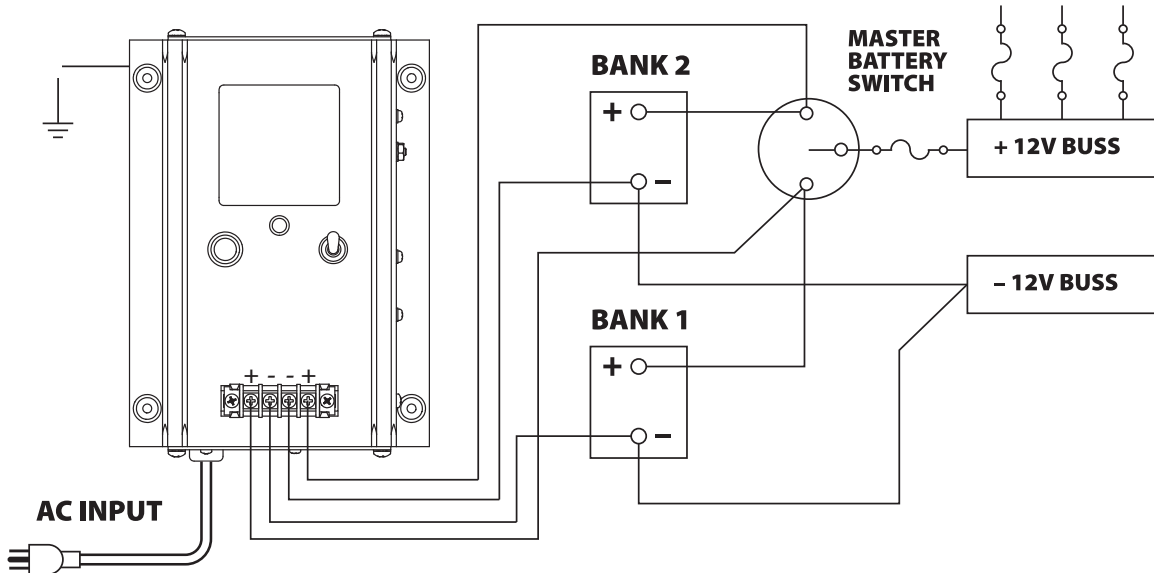 BANK 2
+
–
MASTER
BATTERY
SWITCH
+ 12V BUSS
– 12V BUSS
BANK 1
+
–
+ - - +
AC INPUT